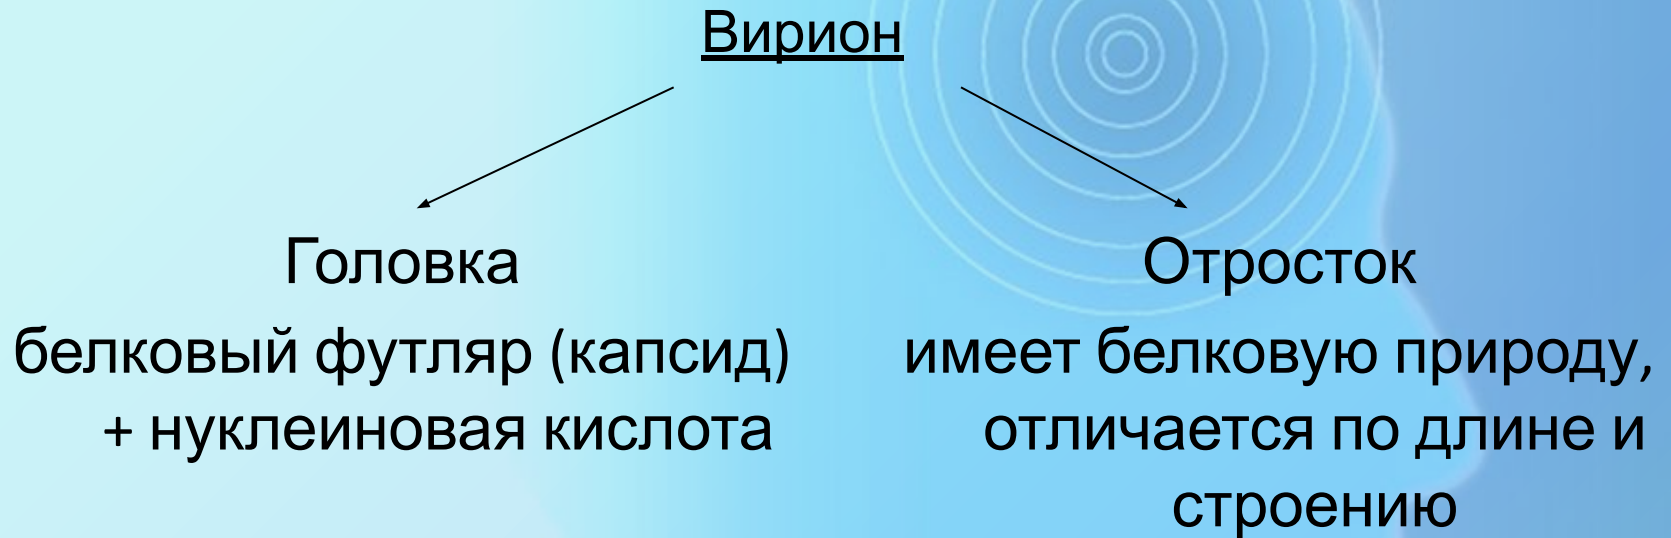 Вирион
Головка
белковый футляр (капсид)
+ нуклеиновая кислота
Отросток
имеет белковую природу,
отличается по длине и
строению